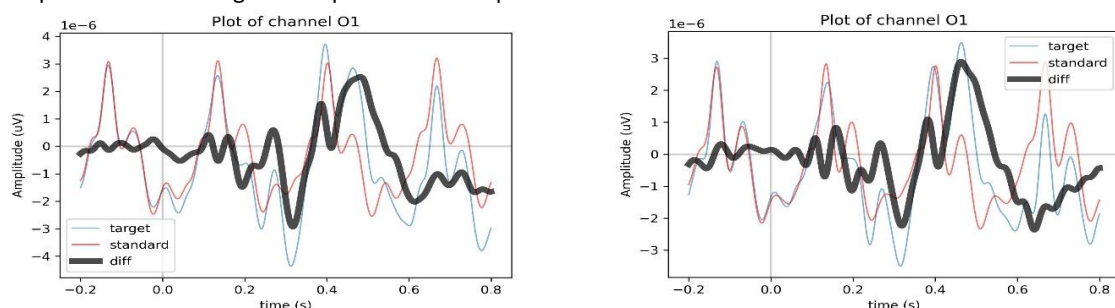 Plot of channel O1
1e−6
4
3
2
1
0
−1
−2
−3
−4
Amplitude (uV)
target
standard
diff
−0.2 0.0 0.2 0.4 0.6 0.8
time (s)
Plot of channel O1
1e−6
3
2
1
0
−1
−2
−3
Amplitude (uV)
target
standard
diff
−0.2 0.0 0.2 0.4 0.6 0.8
time (s)